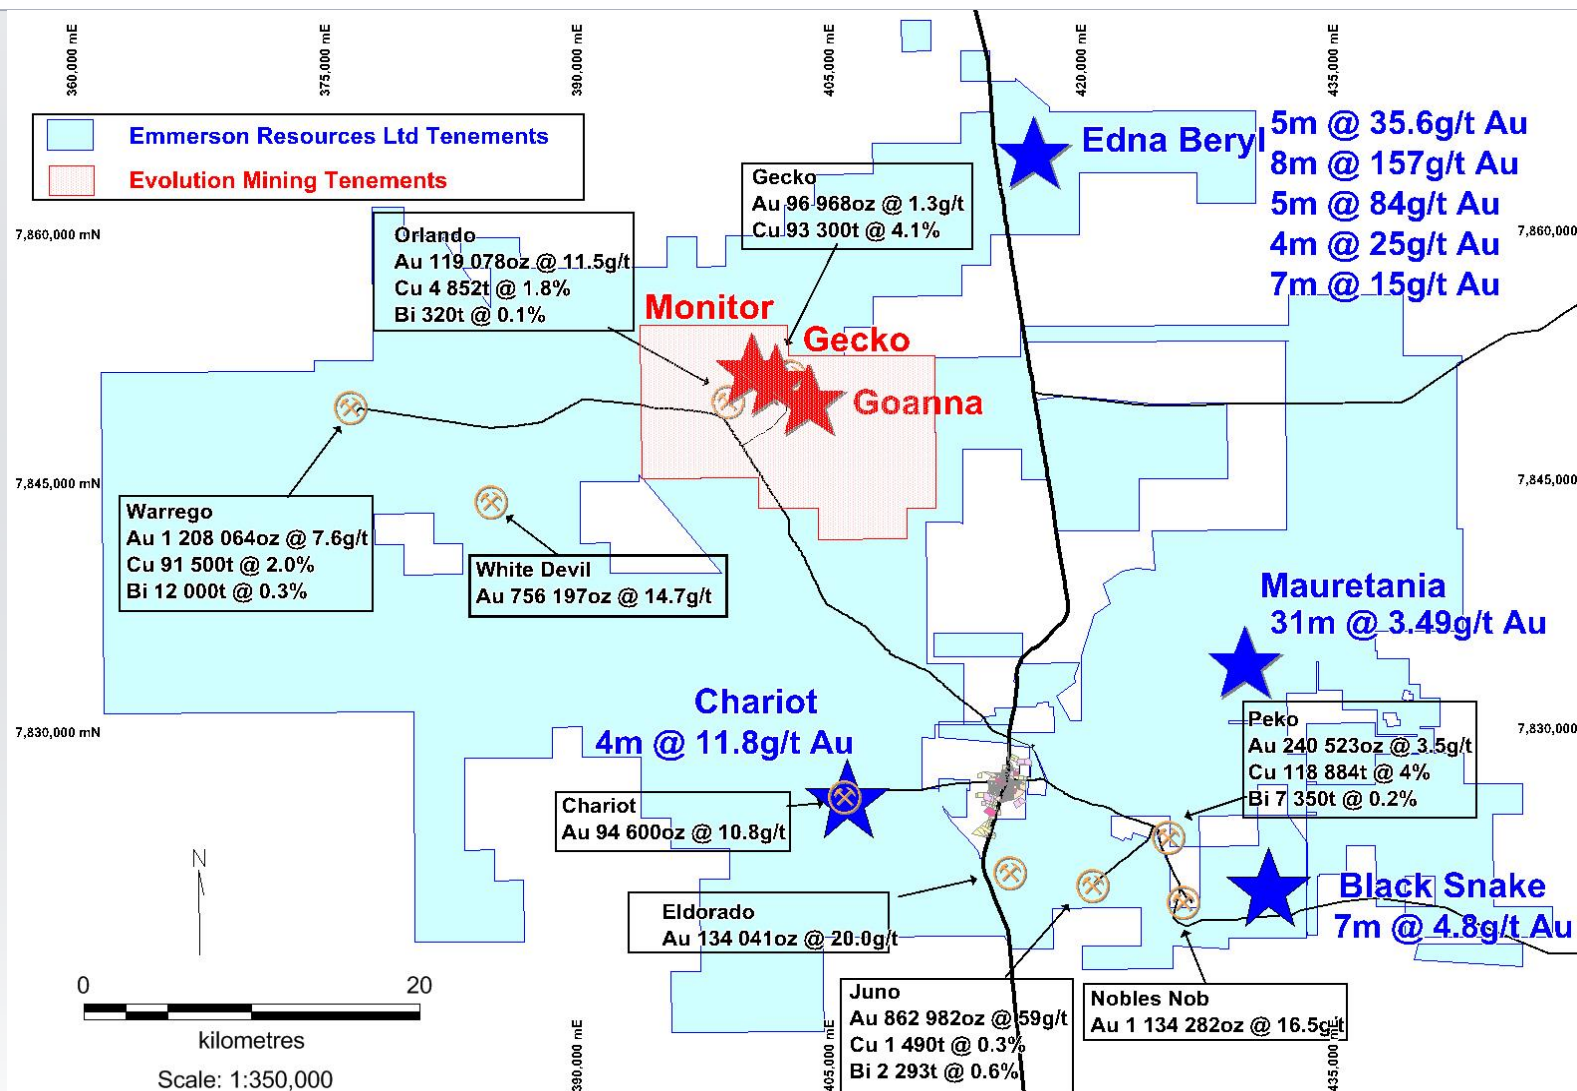 360,000 mE
375,000 mE
390,000 mE
405,000 mE
420,000 mE
435,000 mE
Emmerson Resources Ltd Tenements
Evolution Mining Tenements
Edna Beryl
5m @ 35.6g/t Au
8m @ 157g/t Au
5m @ 84g/t Au
4m @ 25g/t Au
7m @ 15g/t Au
Gecko
Au 96 968oz @ 1.3g/t
Cu 93 300t @ 4.1%
7,860,000 mN
7,860,000
Orlando
Au 119 078oz @ 11.5g/t
Cu 4 852t @ 1.8%
Bi 320t @ 0.1%
Monitor
Gecko
Goanna
7,845,000 mN
7,845,000
Warrego
Au 1 208 064oz @ 7.6g/t
Cu 91 500t @ 2.0%
Bi 12 000t @ 0.3%
White Devil
Au 756 197oz @ 14.7g/t
Mauretania
31m @ 3.49g/t Au
Chariot
4m @ 11.8g/t Au
7,830,000 mN
7,830,000
Peko
Au 240 523oz @ 3.5g/t
Cu 118 884t @ 4%
Bi 7 350t @ 0.2%
Chariot
Au 94 600oz @ 10.8g/t
N
Black Snake
7m @ 4.8g/t Au
Eldorado
Au 134 041oz @ 20.0g/t
Juno
Au 862 982oz @ 59g/t
Cu 1 490t @ 0.3%
Bi 2 293t @ 0.6%
Nobles Nob
Au 1 134 282oz @ 16.5g/t
0 20
kilometres
Scale: 1:350,000
390,000 mE
405,000 mE
435,000 mE